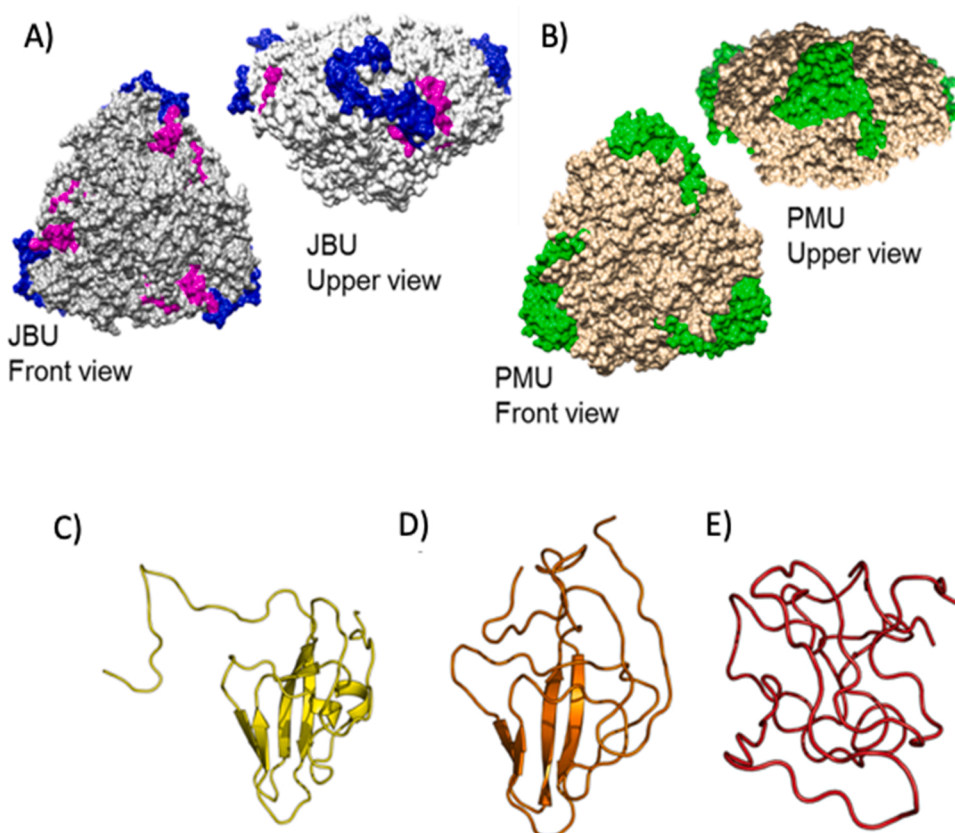 A)
JBU
Front view
JBU
Upper view
B)
PMU
Front view
PMU
Upper view
C)
D)
E)